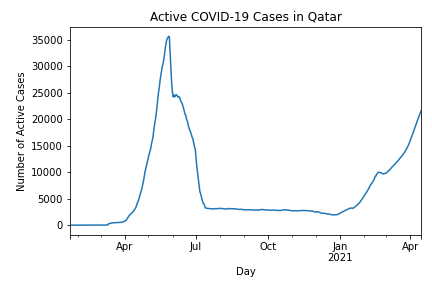 Active COVID-19 Cases in Qatar
Number of Active Cases
35000
30000
25000
20000
15000
10000
5000
0
Apr Jul Oct Jan Apr
2021
Day